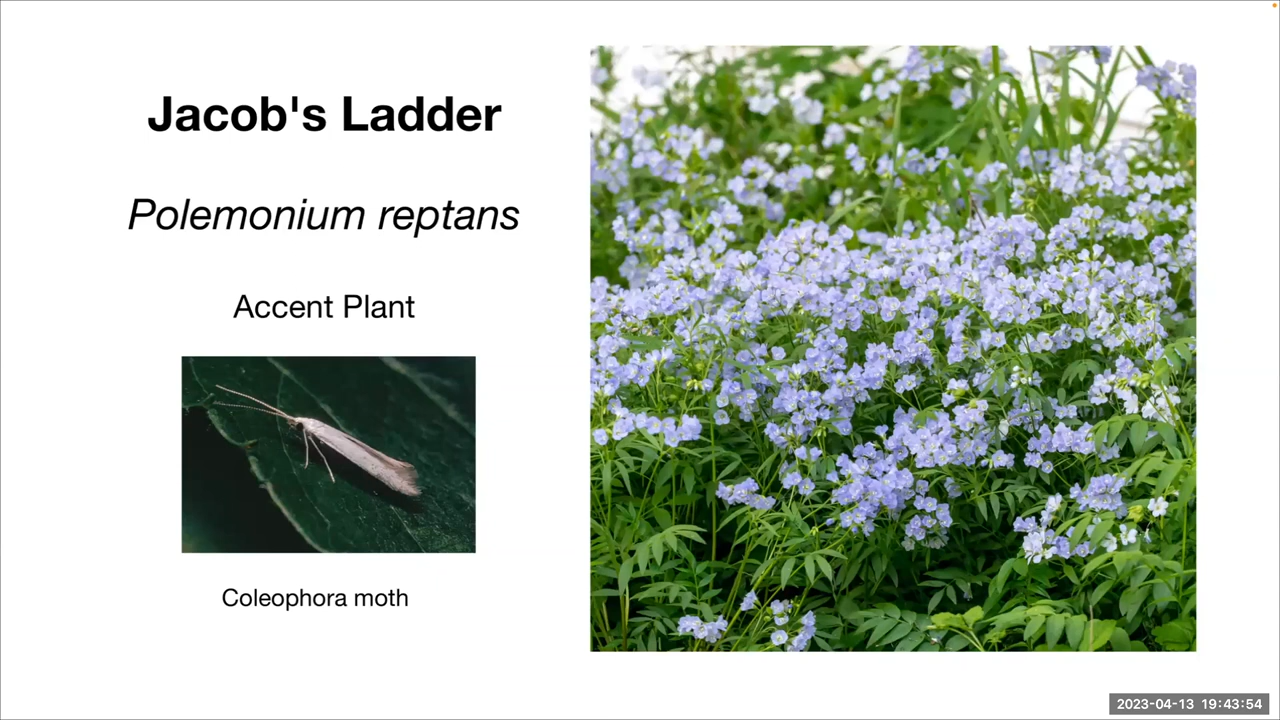 Jacob's Ladder
Polemonium reptans
Accent Plant
Coleophora moth
2023-04-13 19:43:54